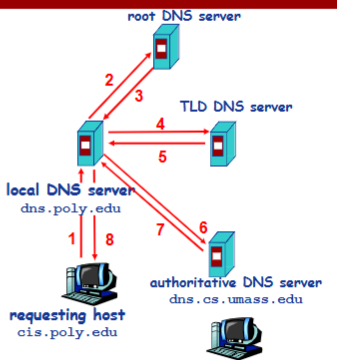 root DNS server
2
3
TLD DNS server
4
5
local DNS server
dns.poly.edu
6
7
1
8
authoritative DNS server
dns.cs.umass.edu
requesting host
cis.poly.edu